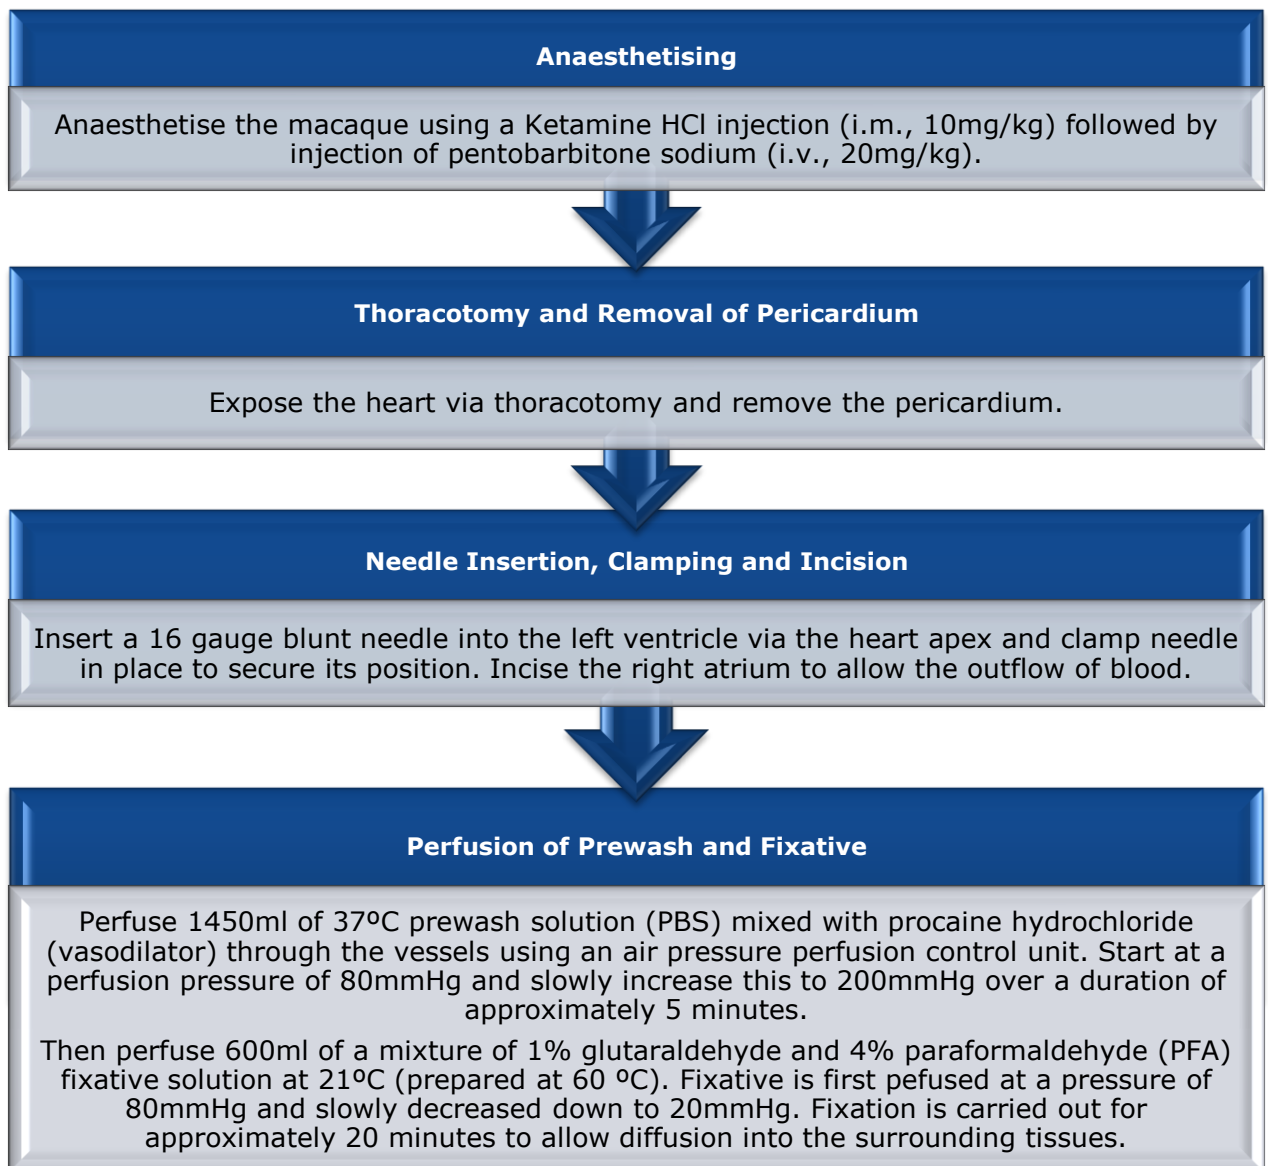 Anaesthetising
Anaesthetise the macaque using a Ketamine HCl injection (i.m., 10mg/kg) followed by
injection of pentobarbitone sodium (i.v., 20mg/kg).
Thoracotomy and Removal of Pericardium
Expose the heart via thoracotomy and remove the pericardium.
Needle Insertion, Clamping and Incision
Insert a 16 gauge blunt needle into the left ventricle via the heart apex and clamp needle
in place to secure its position. Incise the right atrium to allow the outflow of blood.
Perfusion of Prewash and Fixative
Perfuse 1450ml of 37ºC prewash solution (PBS) mixed with procaine hydrochloride
(vasodilator) through the vessels using an air pressure perfusion control unit. Start at a
perfusion pressure of 80mmHg and slowly increase this to 200mmHg over a duration of
approximately 5 minutes.
Then perfuse 600ml of a mixture of 1% glutaraldehyde and 4% paraformaldehyde (PFA)
fixative solution at 21ºC (prepared at 60 ºC). Fixative is first pefused at a pressure of
80mmHg and slowly decreased down to 20mmHg. Fixation is carried out for
approximately 20 minutes to allow diffusion into the surrounding tissues.